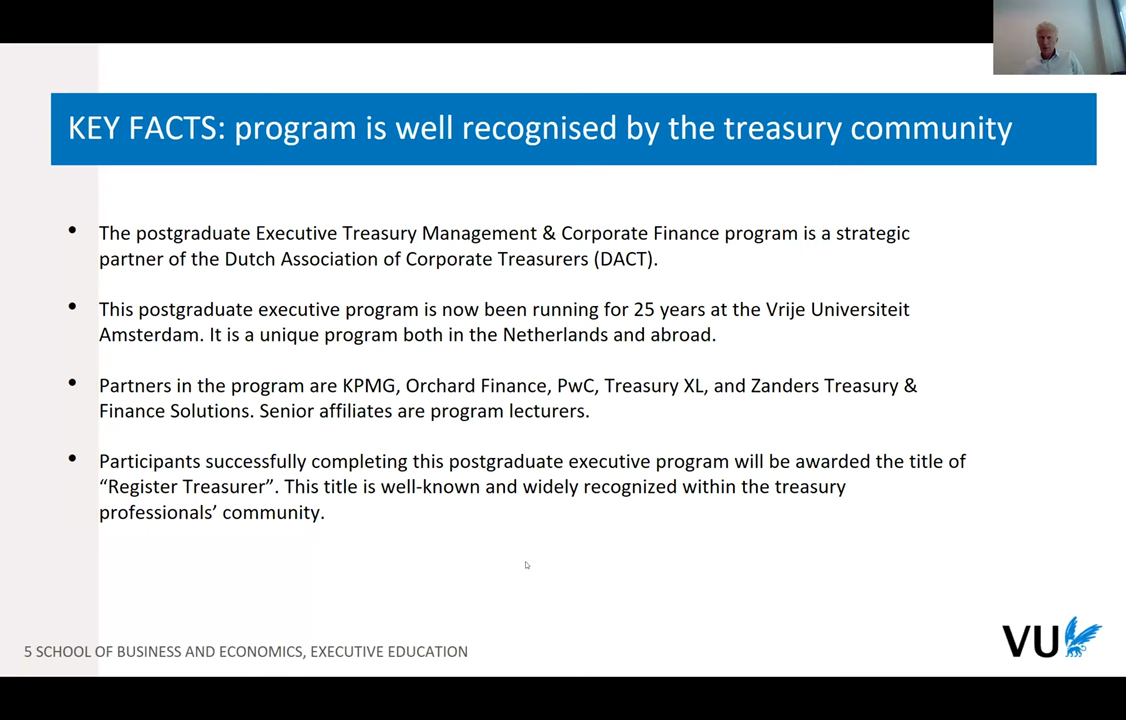 KEY FACTS: program is well recognised by the treasury community
• The postgraduate Executive Treasury Management & Corporate Finance program is a strategic
partner of the Dutch Association of Corporate Treasurers (DACT).
• This postgraduate executive program is now been running for 25 years at the Vrije Universiteit
Amsterdam. It is a unique program both in the Netherlands and abroad.
• Partners in the program are KPMG, Orchard Finance, PwC, Treasury XL, and Zanders Treasury &
Finance Solutions. Senior affiliates are program lecturers.
• Participants successfully completing this postgraduate executive program will be awarded the title of
“Register Treasurer”. This title is well-known and widely recognized within the treasury
professionals’ community.
5 SCHOOL OF BUSINESS AND ECONOMICS, EXECUTIVE EDUCATION
VU